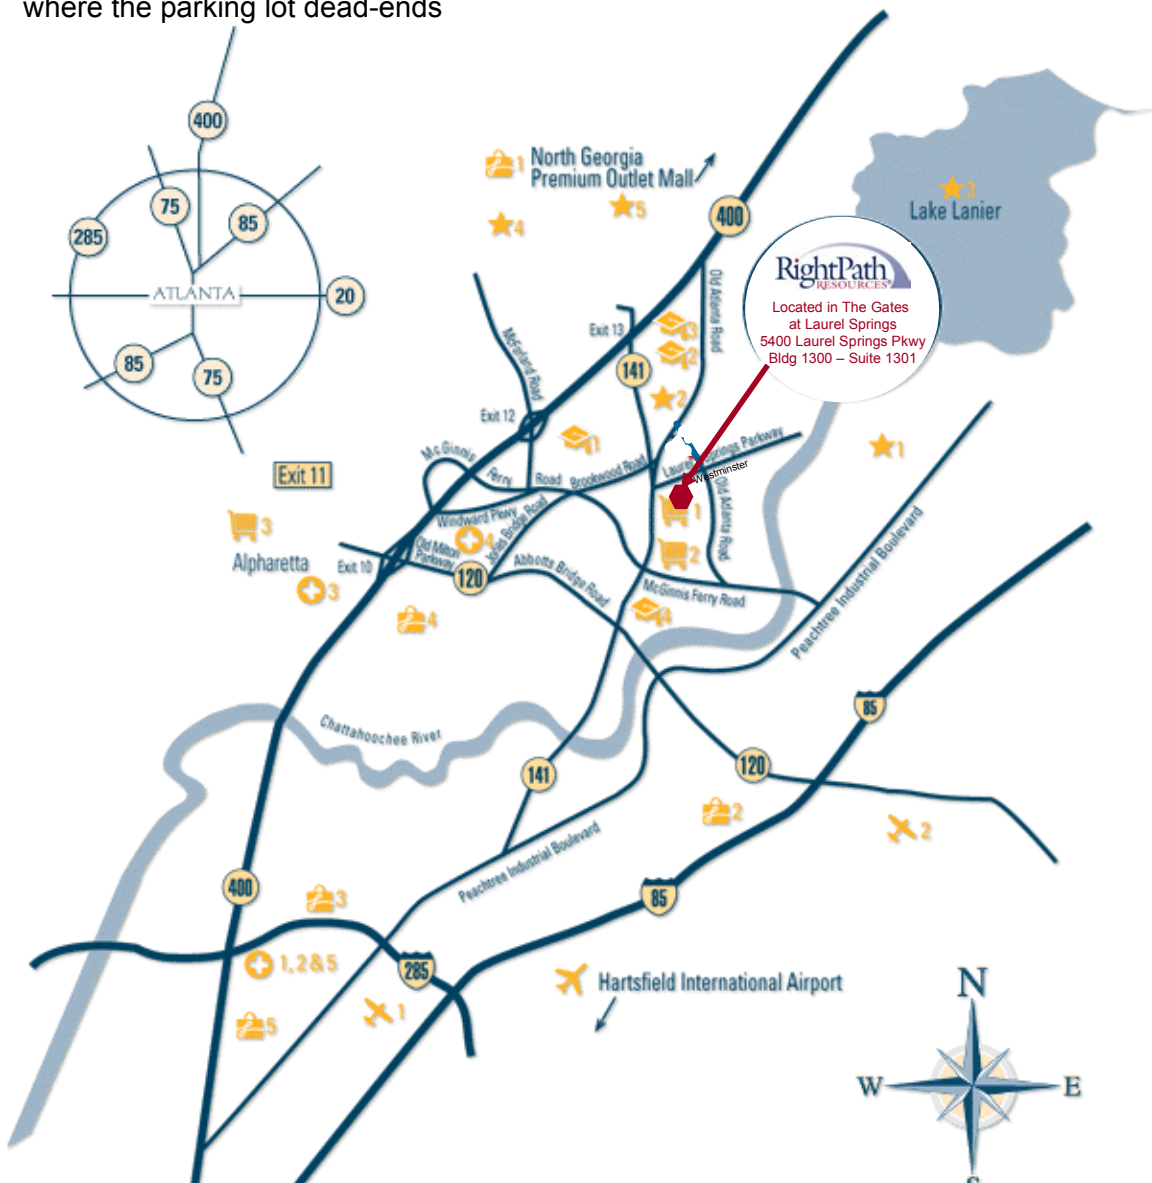 where the parking lot dead-ends
400
75
85
285
ATLANTA
20
85
75
1 North Georgia
Premium Outlet Mall
5
4
400
3
Lake Lanier
RightPath
RESOURCES®
Located in The Gates
at Laurel Springs
5400 Laurel Springs Pkwy
Bldg 1300 – Suite 1301
Old Atlanta Road
Exit 13
3
2
141
McFarland Road
2
Exit 12
1
1
McGinnis Ferry Road
Brookwood Road
Laurel Springs Parkway
Westminster
Exit 11
Windward Pkwy
Jones Bridge Road
Old Atlanta Road
1
3
4
Old Milton
Parkway
2
Alpharetta
Exit 10
120
Abbotts Bridge Road
McGinnis Ferry Road
3
4
4
Peachtree Industrial Boulevard
85
Chattahoochee River
141
120
2
2
Peachtree Industrial Boulevard
400
3
85
1,2&5
285
Hartsfield International Airport
5
1
N
W
E
S